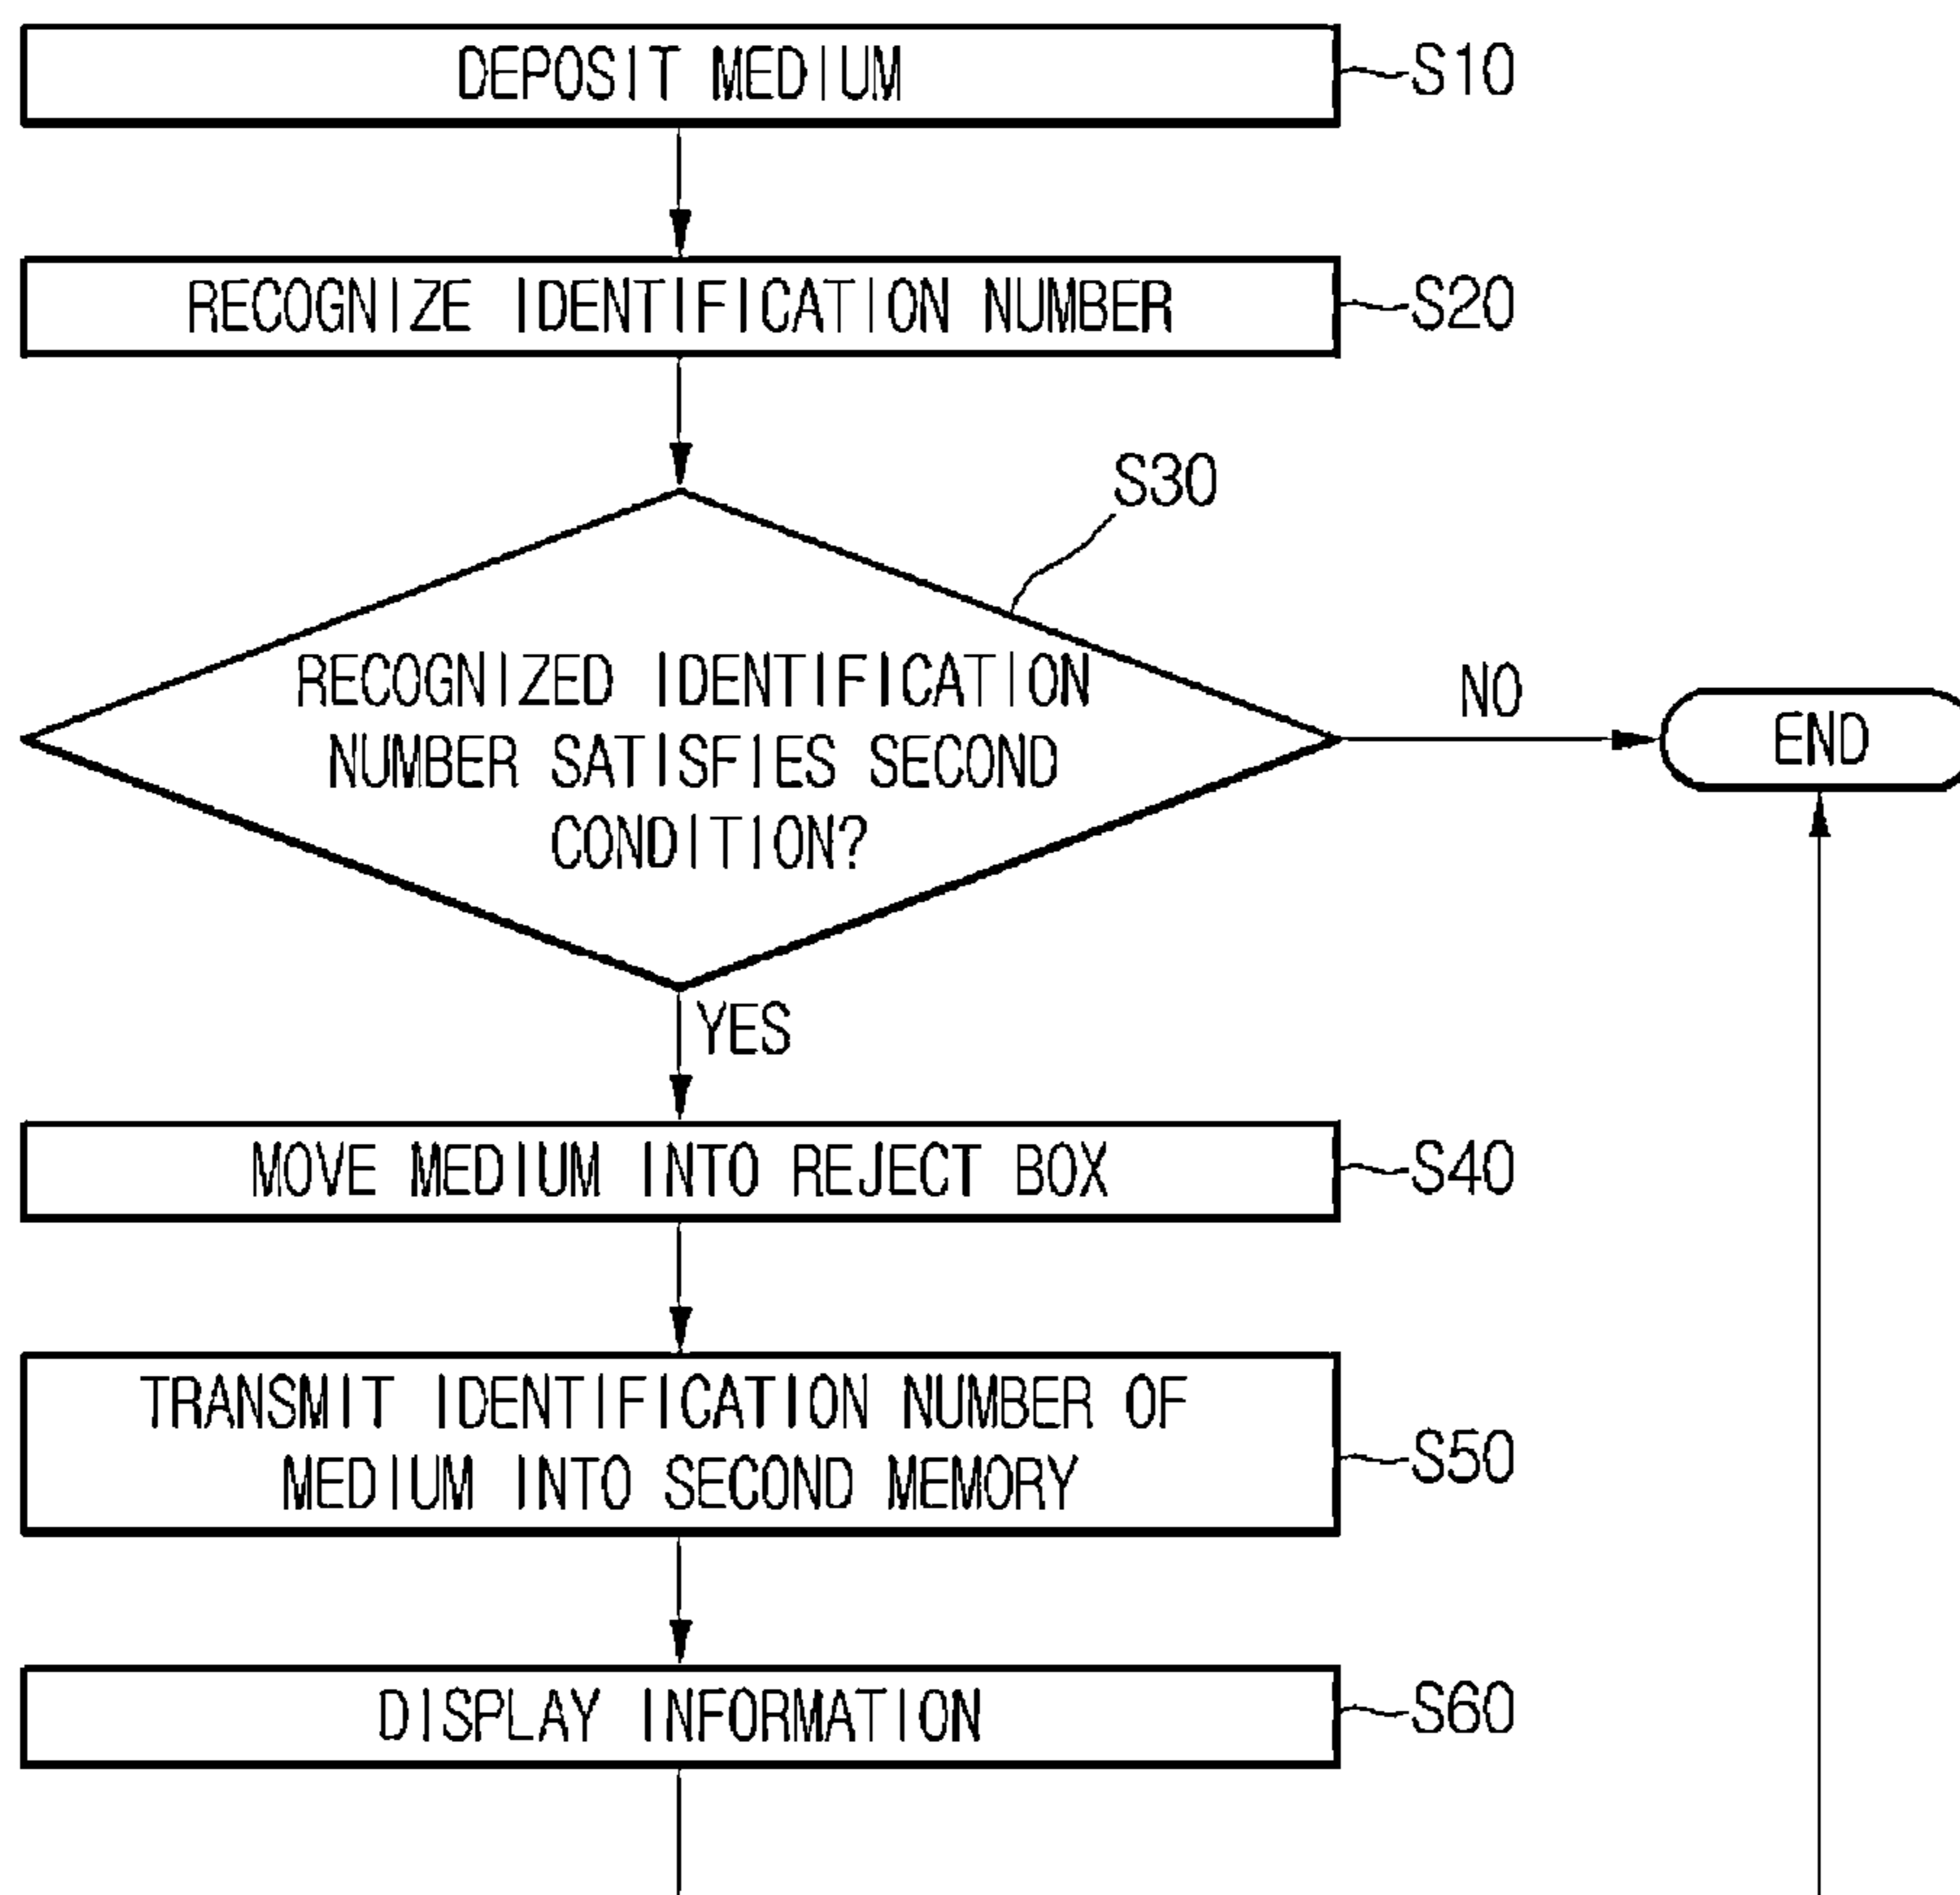 DEPOSIT MEDIUM
S10
RECOGNIZE IDENTIFICATION NUMBER
S20
S30
RECOGNIZED IDENTIFICATION
NUMBER SATISFIES SECOND
CONDITION?
NO
END
YES
MOVE MEDIUM INTO REJECT BOX
S40
TRANSMIT IDENTIFICATION NUMBER OF
MEDIUM INTO SECOND MEMORY
S50
DISPLAY INFORMATION
S60